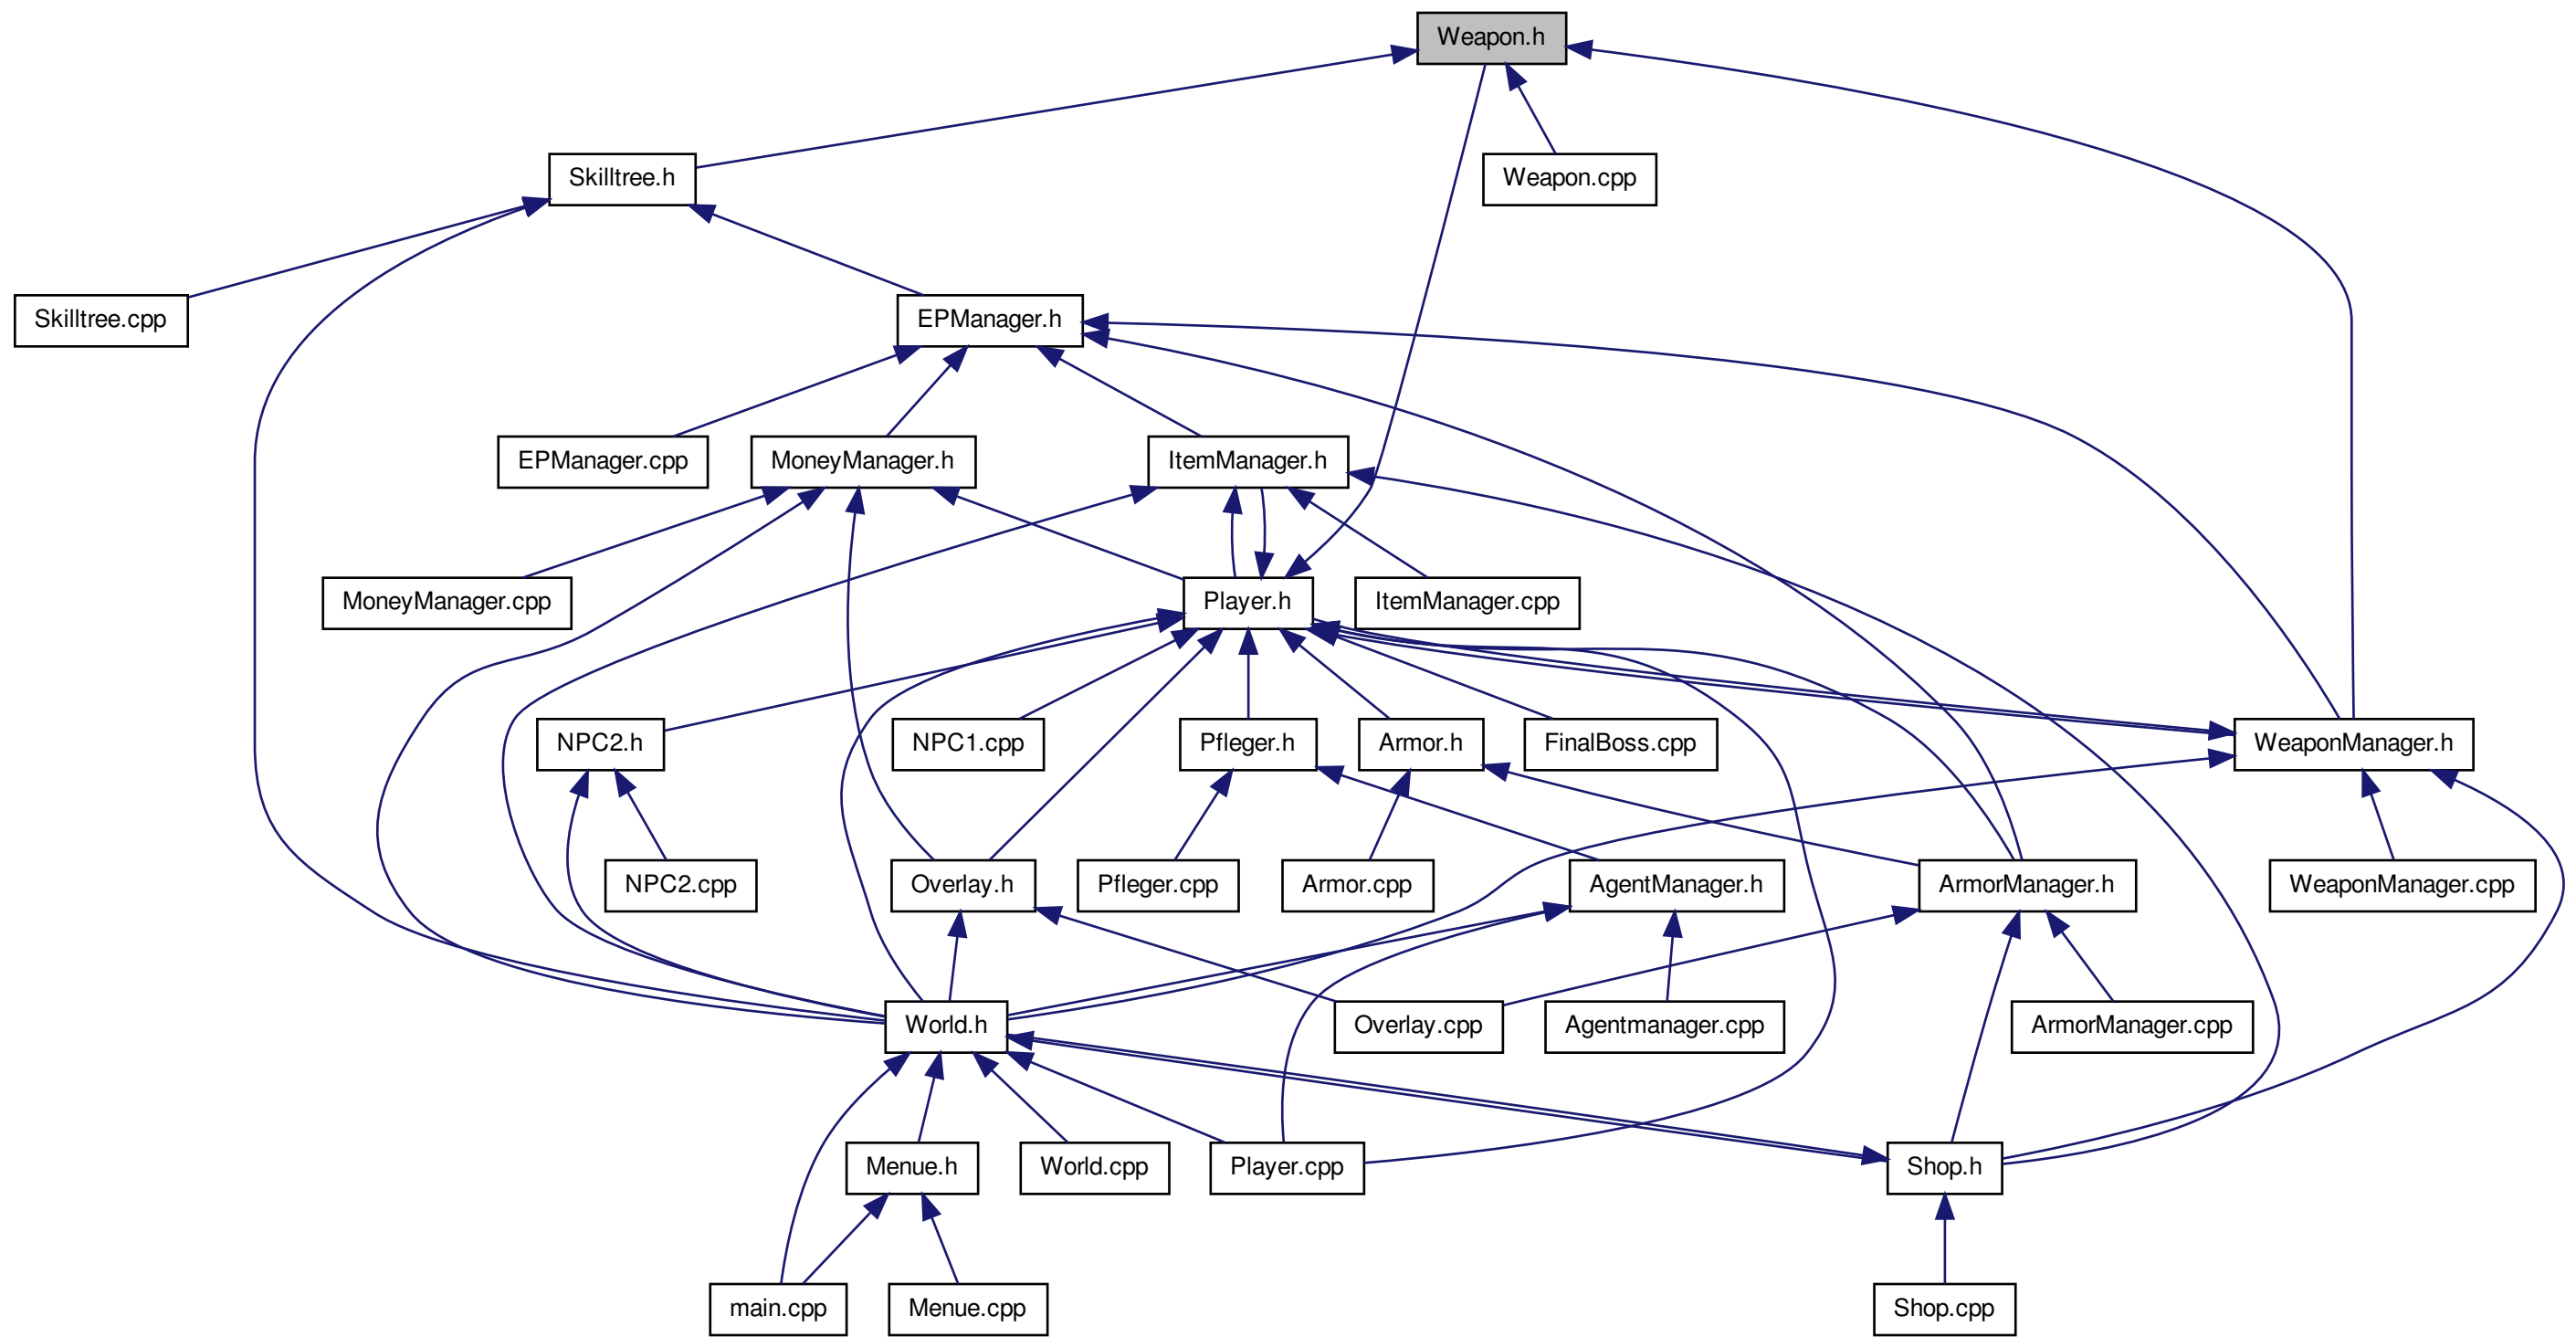 Weapon.h
Skilltree.h
Weapon.cpp
Skilltree.cpp
EPManager.h
EPManager.cpp
MoneyManager.h
ItemManager.h
MoneyManager.cpp
Player.h
ItemManager.cpp
NPC2.h
NPC1.cpp
Pfleger.h
Armor.h
FinalBoss.cpp
WeaponManager.h
NPC2.cpp
Overlay.h
Pfleger.cpp
Armor.cpp
AgentManager.h
ArmorManager.h
WeaponManager.cpp
World.h
Overlay.cpp
Agentmanager.cpp
ArmorManager.cpp
Menue.h
World.cpp
Player.cpp
Shop.h
main.cpp
Menue.cpp
Shop.cpp